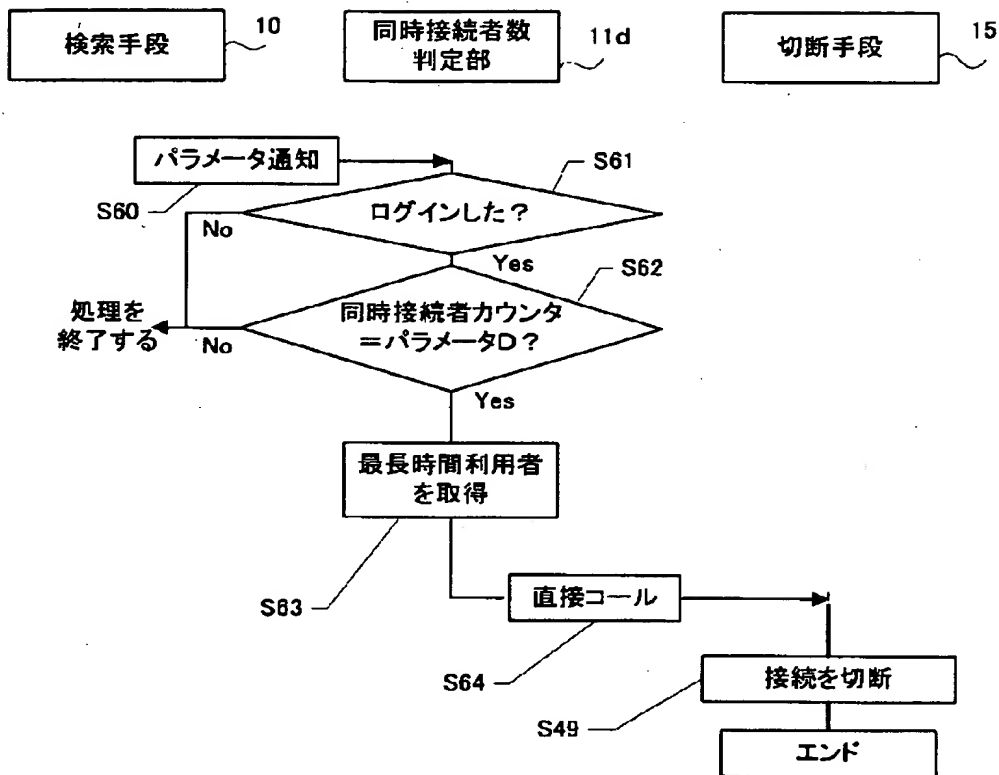 検索手段
10
同時接続者数
判定部
11d
切断手段
15
パラメータ通知
S60
S61
ログインした？
No
Yes
S62
同時接続者カウンタ
＝パラメータD？
処理を
終了する
No
Yes
最長時間利用者
を取得
S63
直接コール
S64
接続を切断
S49
エンド